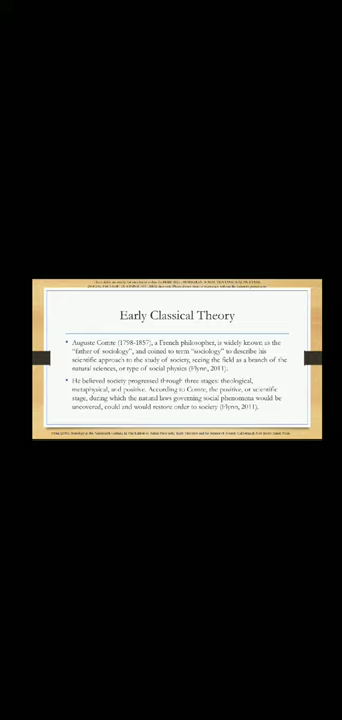 Early Classical Theory
• Auguste Comte (1798-1857), a French philosopher, is widely known as the
“father of sociology”, and coined to term “sociology” to describe his
scientific approach to the study of society, seeing the field as a branch of the
natural sciences, or type of social physics (Flynn, 2011).
• He believed society progressed through three stages: theological,
metaphysical, and positive. According to Comte, the positive, or scientific
stage, during which the natural laws governing social phenomena would be
uncovered, could and would restore order to society (Flynn, 2011).